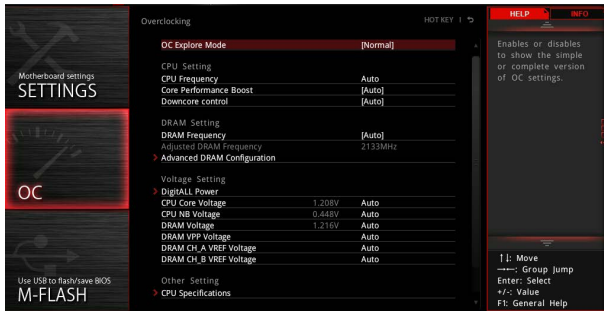 Overclocking
HOT KEY | ↶
HELP
INFO
Motherboard settings
SETTINGS
OC
Use USB to flash/save BIOS
M-FLASH
OC Explore Mode [Normal]
CPU Setting
CPU Frequency Auto
Core Performance Boost [Auto]
Downcore control [Auto]
DRAM Setting
DRAM Frequency [Auto]
Adjusted DRAM Frequency 2133MHz
Advanced DRAM Configuration
Voltage Setting
DigitALL Power
CPU Core Voltage 1.208V Auto
CPU NB Voltage 0.448V Auto
DRAM Voltage 1.216V Auto
DRAM VPP Voltage Auto
DRAM CH_A VREF Voltage Auto
DRAM CH_B VREF Voltage Auto
Other Setting
CPU Specifications
Enables or disables
to show the simple
or complete version
of OC settings.
↑↓: Move
→←: Group Jump
Enter: Select
+/-: Value
F1: General Help